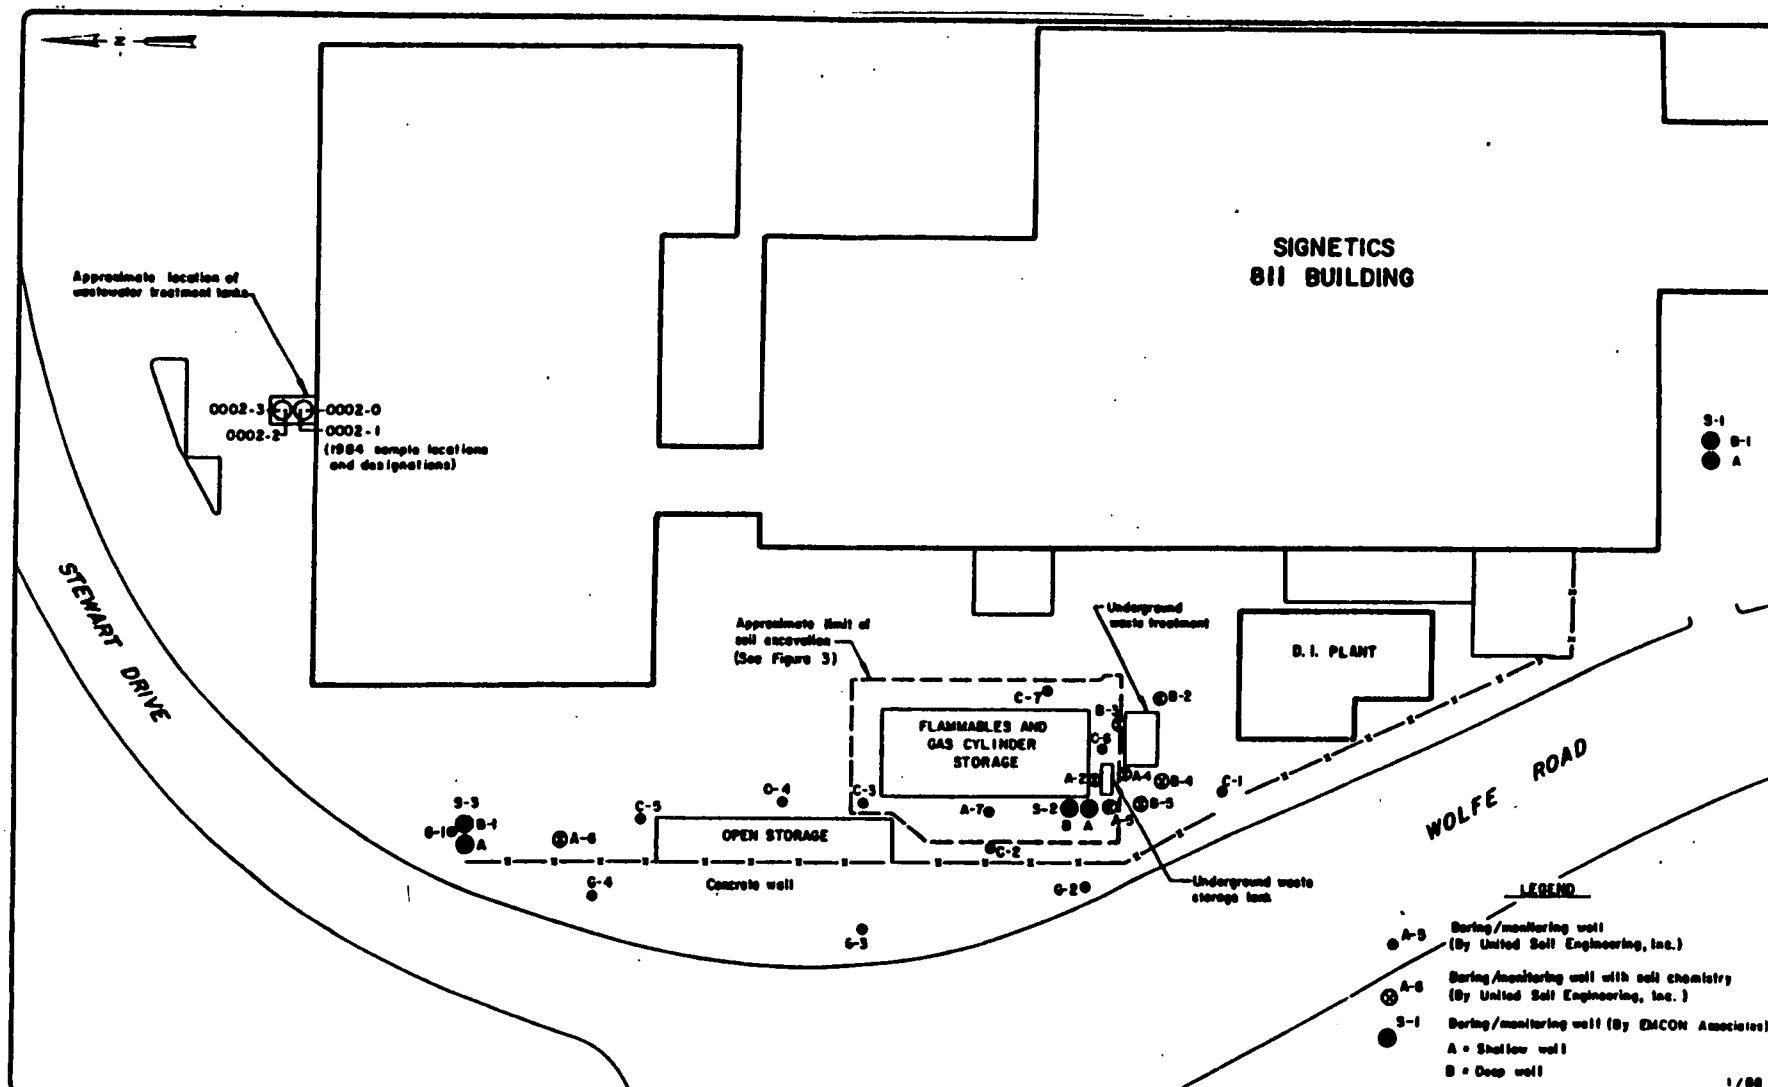 N
SIGNETICS
811 BUILDING
Approximate location of
wastewater treatment tanks
0002-3
0002-0
0002-2
0002-1
(1984 sample locations
and designations)
S-1
B-1
A
STEWART DRIVE
Approximate limit of
soil excavation
(See Figure 3)
Underground
waste treatment
D.I. PLANT
C-7
B-2
B-3
FLAMMABLES AND
GAS CYLINDER
STORAGE
C-6
A-2
A-4
B-4
C-1
WOLFE ROAD
S-3
G-1
B-1
A
A-6
C-5
O-4
C-3
A-7
S-2
B
A
A-5
B-5
OPEN STORAGE
C-2
Concrete wall
G-4
G-3
G-2
Underground waste
storage tank
LEGEND
A-5 Boring/monitoring well
(By United Soil Engineering, Inc.)
A-6 Boring/monitoring well with soil chemistry
(By United Soil Engineering, Inc.)
S-1 Boring/monitoring well (By EMCON Associates)
A = Shallow well
B = Deep well